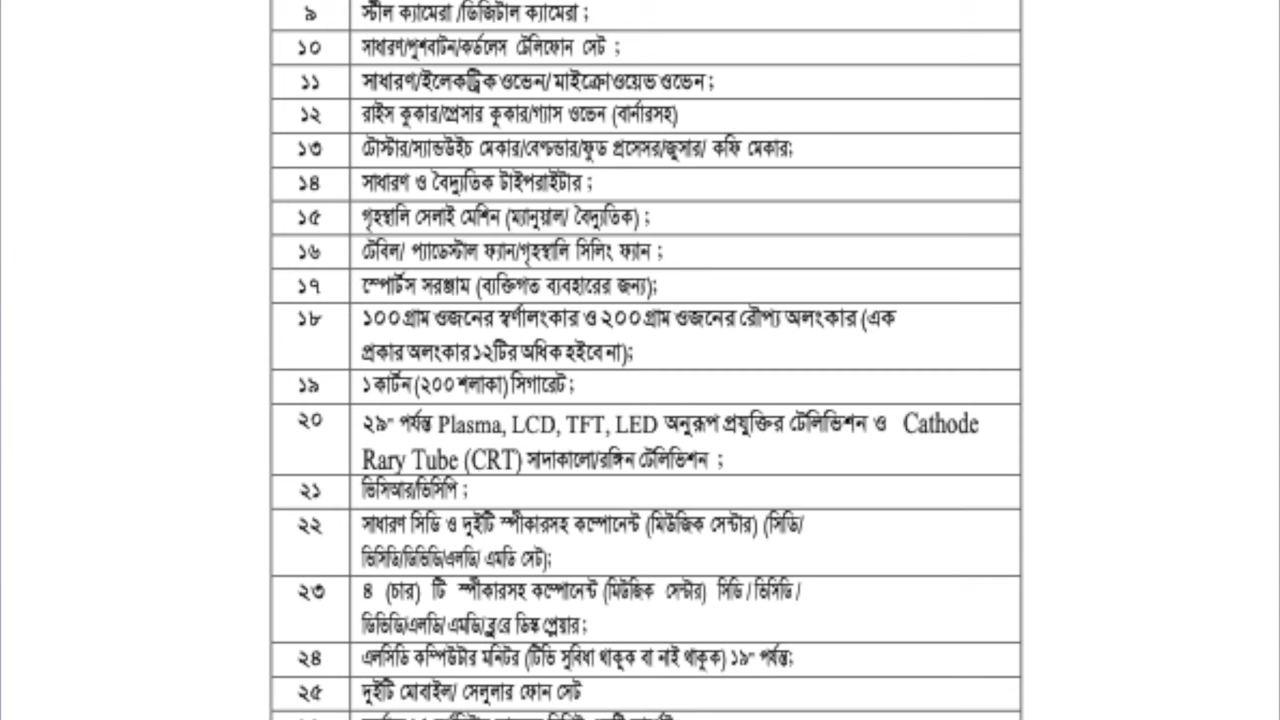 ৯ স্টীল ক্যামেরা /ডিজিটাল ক্যামেরা ;
১০ সাধারণ/পুশবাটন/কর্ডলেস টেলিফোন সেট ;
১১ সাধারণ/ইলেকট্রিক ওভেন/ মাইক্রোওয়েভ ওভেন ;
১২ রাইস কুকার/প্রেসার কুকার/গ্যাস ওভেন (বার্নারসহ)
১৩ টোস্টার/স্যান্ডউইচ মেকার/বেণ্ডার/ফুড প্রসেসর/জুসার/ কফি মেকার;
১৪ সাধারণ ও বৈদ্যুতিক টাইপরাইটার ;
১৫ গৃহস্থালি সেলাই মেশিন (ম্যানুয়াল/ বৈদ্যুতিক) ;
১৬ টেবিল/ প্যাডেস্টাল ফ্যান/গৃহস্থালি সিলিং ফ্যান ;
১৭ স্পোর্টস সরঞ্জাম (ব্যক্তিগত ব্যবহারের জন্য);
১৮ ১০০গ্রাম ওজনের স্বর্ণালংকার ও ২০০গ্রাম ওজনের রৌপ্য অলংকার (এক
প্রকার অলংকার ১২টির অধিক হইবে না);
১৯ ১ কার্টন (২০০ শলাকা) সিগারেট ;
২০ ২৯" পর্যন্ত Plasma, LCD, TFT, LED অনুরূপ প্রযুক্তির টেলিভিশন ও Cathode
Rary Tube (CRT) সাদাকালো/রঙ্গিন টেলিভিশন ;
২১ ভিসিআর/ভিসিপি ;
২২ সাধারণ সিডি ও দুইটি স্পীকারসহ কম্পোনেন্ট (মিউজিক সেন্টার) (সিডি/
ভিসিডি/ডিভিডি/এলডি/ এমডি সেট);
২৩ ৪ (চার) টি স্পীকারসহ কম্পোনেন্ট (মিউজিক সেন্টার) সিডি / ভিসিডি /
ডিভিডি/এলডি/ এমডি/ব্লুরে ডিস্ক প্লেয়ার ;
২৪ এলসিডি কম্পিউটার মনিটর (টিভি সুবিধা থাকুক বা নাই থাকুক) ১৯" পর্যন্ত;
২৫ দুইটি মোবাইল/ সেলুলার ফোন সেট